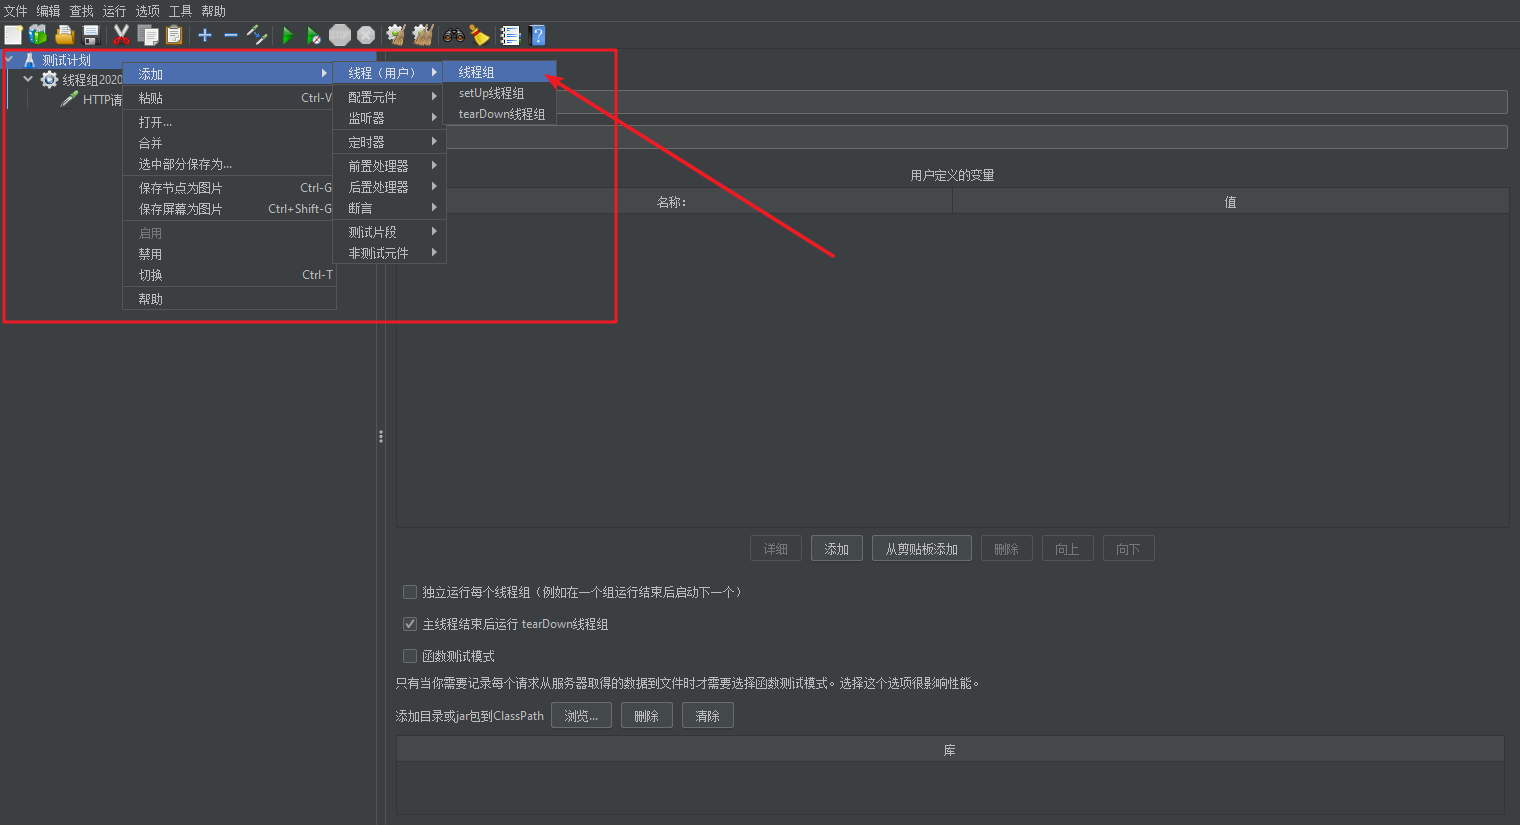 文件 编辑 查找 运行 选项 工具 帮助
STOP
测试计划
线程组2020
HTTP请
添加
粘贴 Ctrl-V
打开...
合并
选中部分保存为...
保存节点为图片 Ctrl-G
保存屏幕为图片 Ctrl+Shift-G
启用
禁用
切换 Ctrl-T
帮助
线程（用户）
配置元件
监听器
定时器
前置处理器
后置处理器
断言
测试片段
非测试元件
线程组
setUp线程组
tearDown线程组
用户定义的变量
名称: 值
详细 添加 从剪贴板添加 删除 向上 向下
独立运行每个线程组（例如在一个组运行结束后启动下一个）
主线程结束后运行 tearDown线程组
函数测试模式
只有当你需要记录每个请求从服务器取得的数据到文件时才需要选择函数测试模式。选择这个选项很影响性能。
添加目录或jar包到ClassPath 浏览... 删除 清除
库